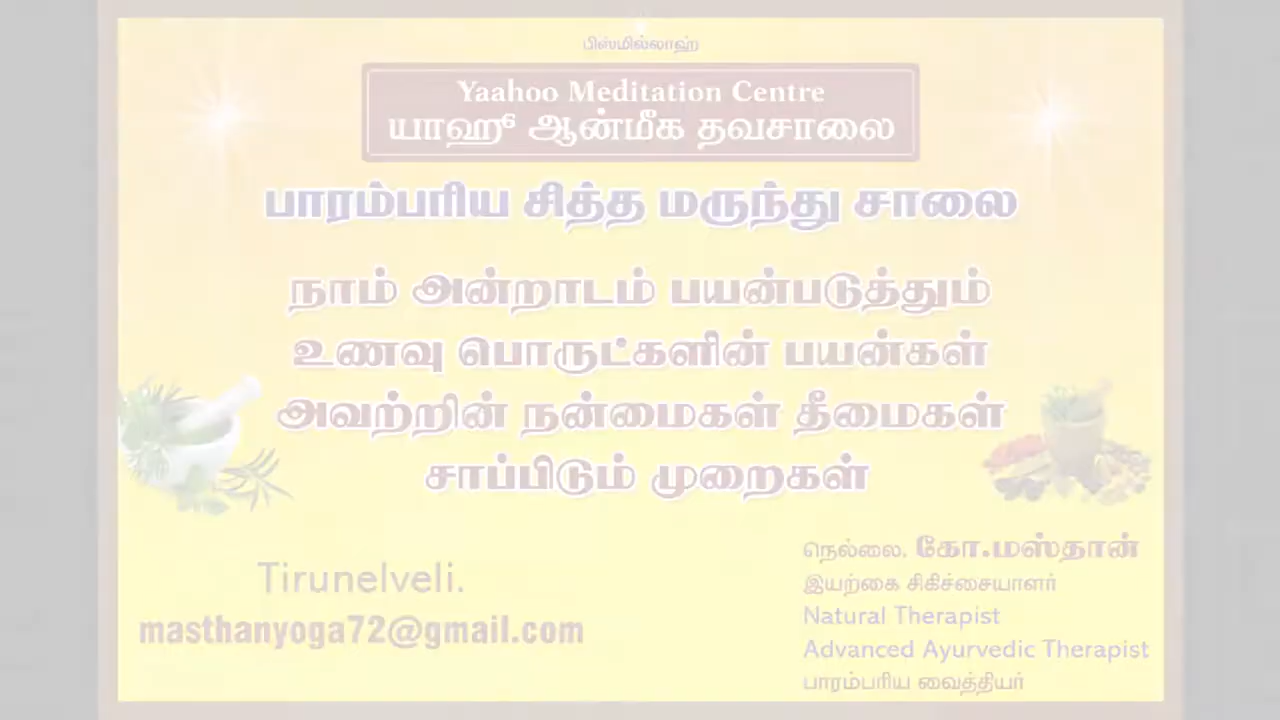 பிஸ்மில்லாஹ்
Yaahoo Meditation Centre
யாஹூ ஆன்மீக தவசாலை
பாரம்பரிய சித்த மருந்து சாலை
நாம் அன்றாடம் பயன்படுத்தும்
உணவு பொருட்களின் பயன்கள்
அவற்றின் நன்மைகள் தீமைகள்
சாப்பிடும் முறைகள்
Tirunelveli.
masthanyoga72@gmail.com
நெல்லை. கோ.மஸ்தான்
இயற்கை சிகிச்சையாளர்
Natural Therapist
Advanced Ayurvedic Therapist
பாரம்பரிய வைத்தியர்